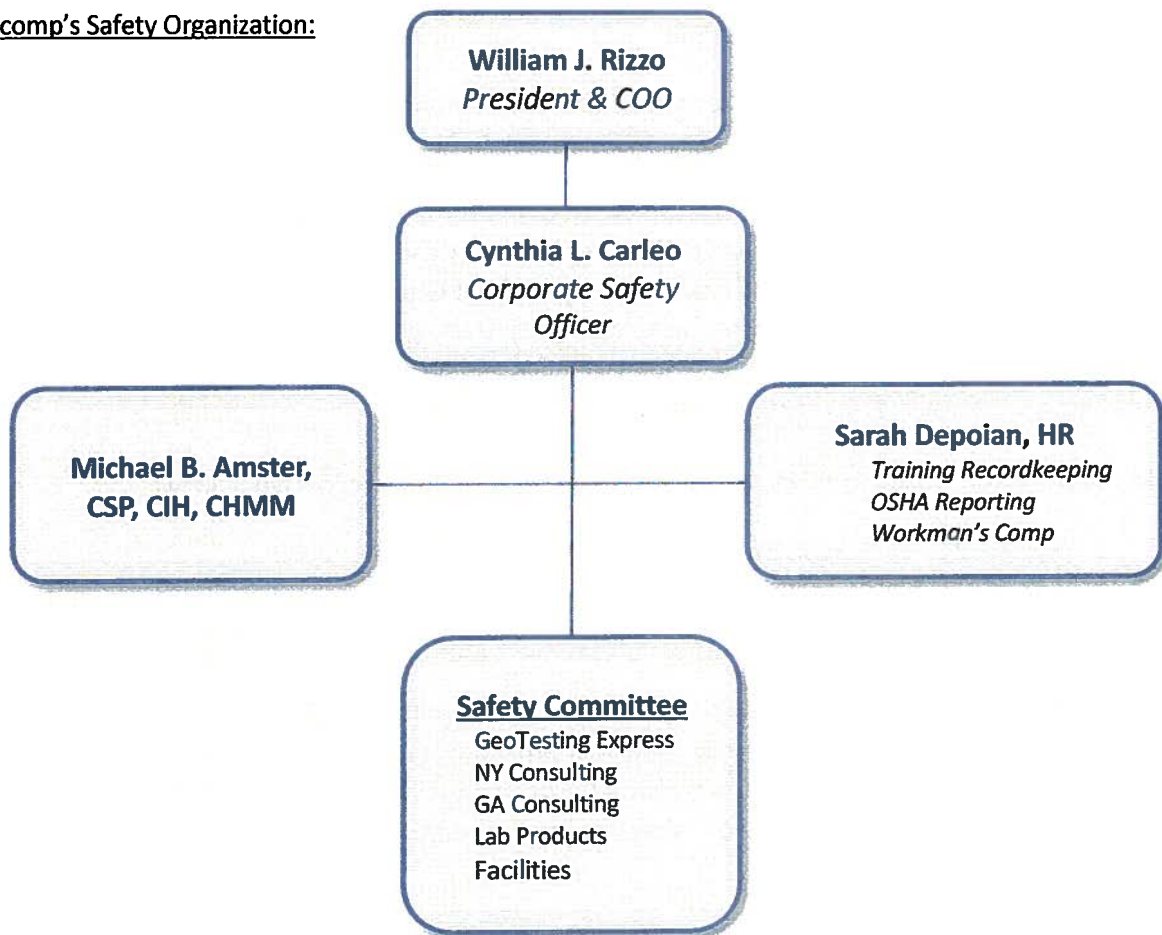 comp's Safety Organization:
William J. Rizzo
President & COO
Cynthia L. Carleo
Corporate Safety
Officer
Michael B. Amster,
CSP, CIH, CHMM
Sarah Depoian, HR
Training Recordkeeping
OSHA Reporting
Workman's Comp
Safety Committee
GeoTesting Express
NY Consulting
GA Consulting
Lab Products
Facilities